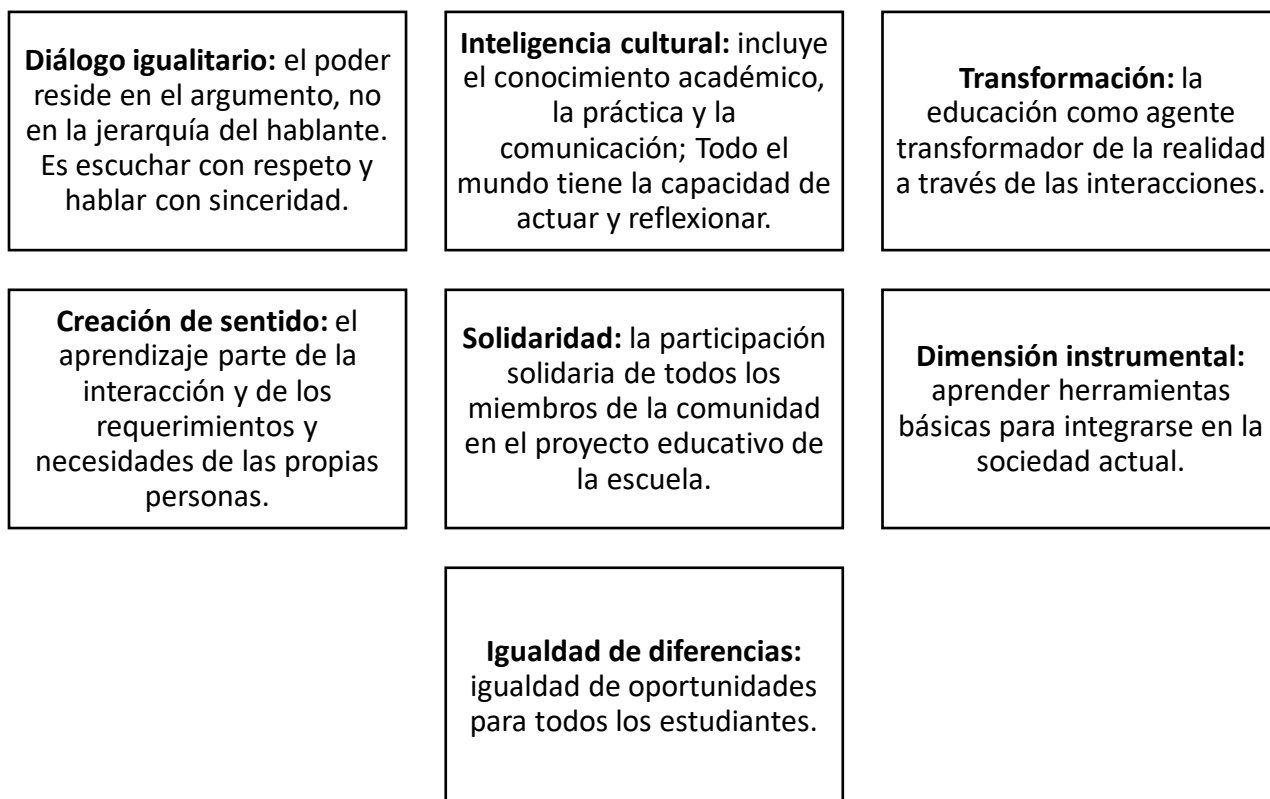 Diálogo igualitario: el poder
reside en el argumento, no
en la jerarquía del hablante.
Es escuchar con respeto y
hablar con sinceridad.
Inteligencia cultural: incluye
el conocimiento académico,
la práctica y la
comunicación; Todo el
mundo tiene la capacidad de
actuar y reflexionar.
Transformación: la
educación como agente
transformador de la realidad
a través de las interacciones.
Creación de sentido: el
aprendizaje parte de la
interacción y de los
requerimientos y
necesidades de las propias
personas.
Solidaridad: la participación
solidaria de todos los
miembros de la comunidad
en el proyecto educativo de
la escuela.
Dimensión instrumental:
aprender herramientas
básicas para integrarse en la
sociedad actual.
Igualdad de diferencias:
igualdad de oportunidades
para todos los estudiantes.